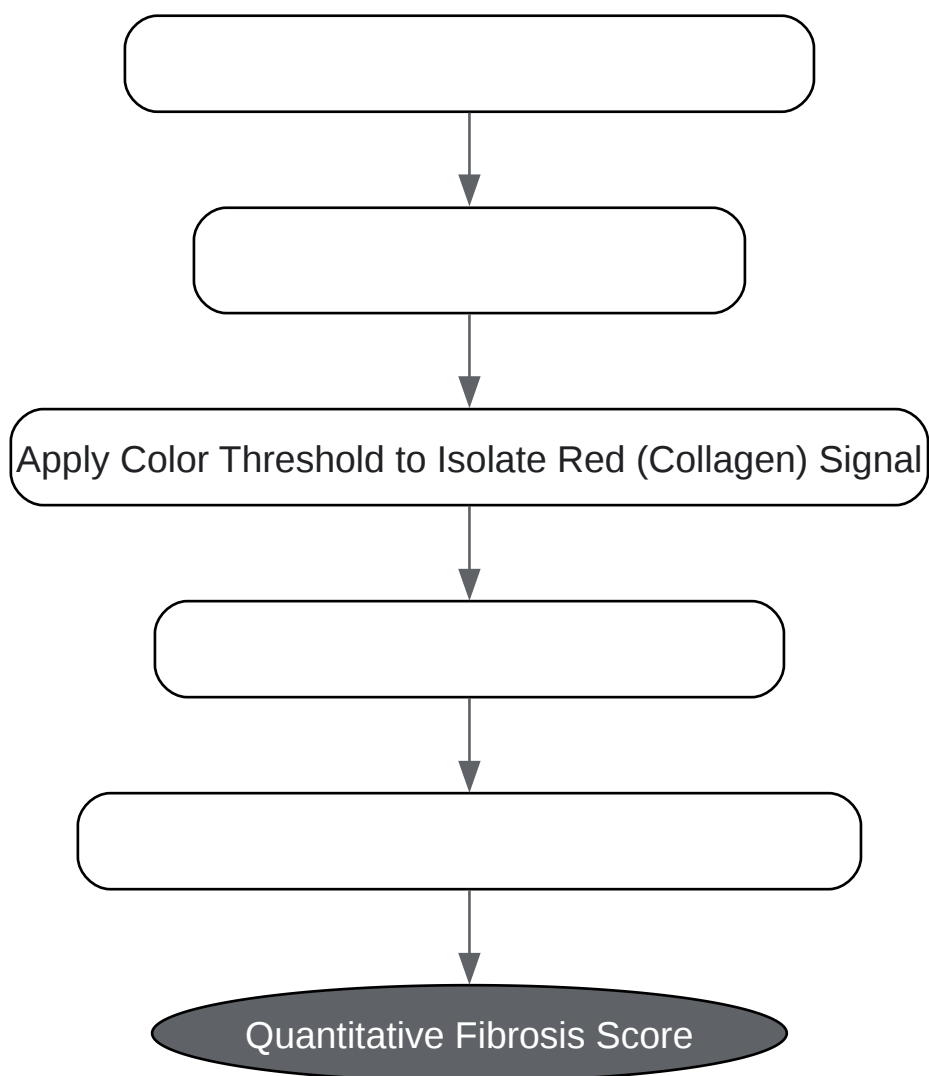 Apply Color Threshold to Isolate Red (Collagen) Signal
Quantitative Fibrosis Score